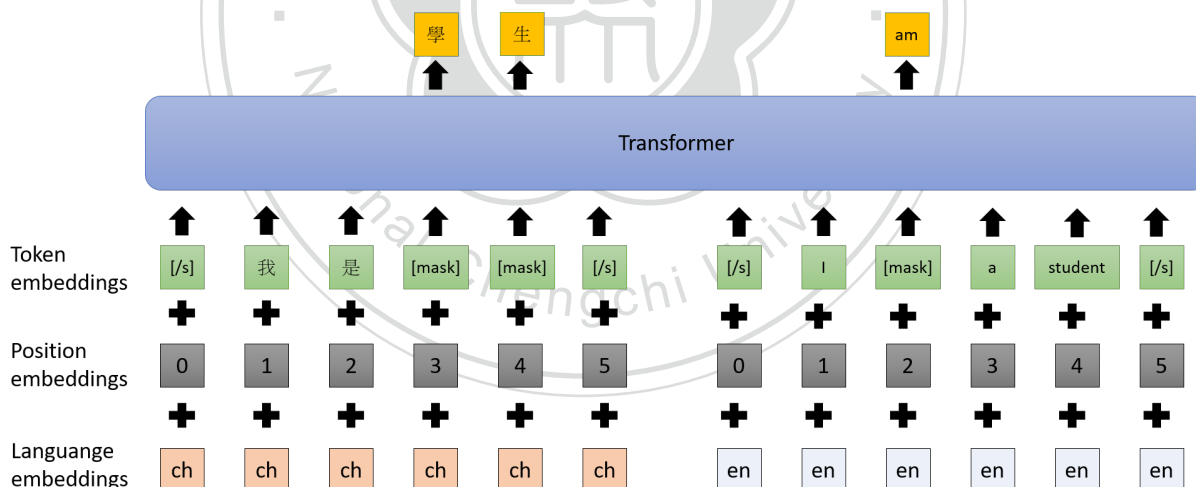 學 生 am
Transformer
Token embeddings [/s] 我 是 [mask] [mask] [/s] [/s] I [mask] a student [/s]
Position embeddings 0 1 2 3 4 5 0 1 2 3 4 5
Languange embeddings ch ch ch ch ch ch en en en en en en
Chengchi